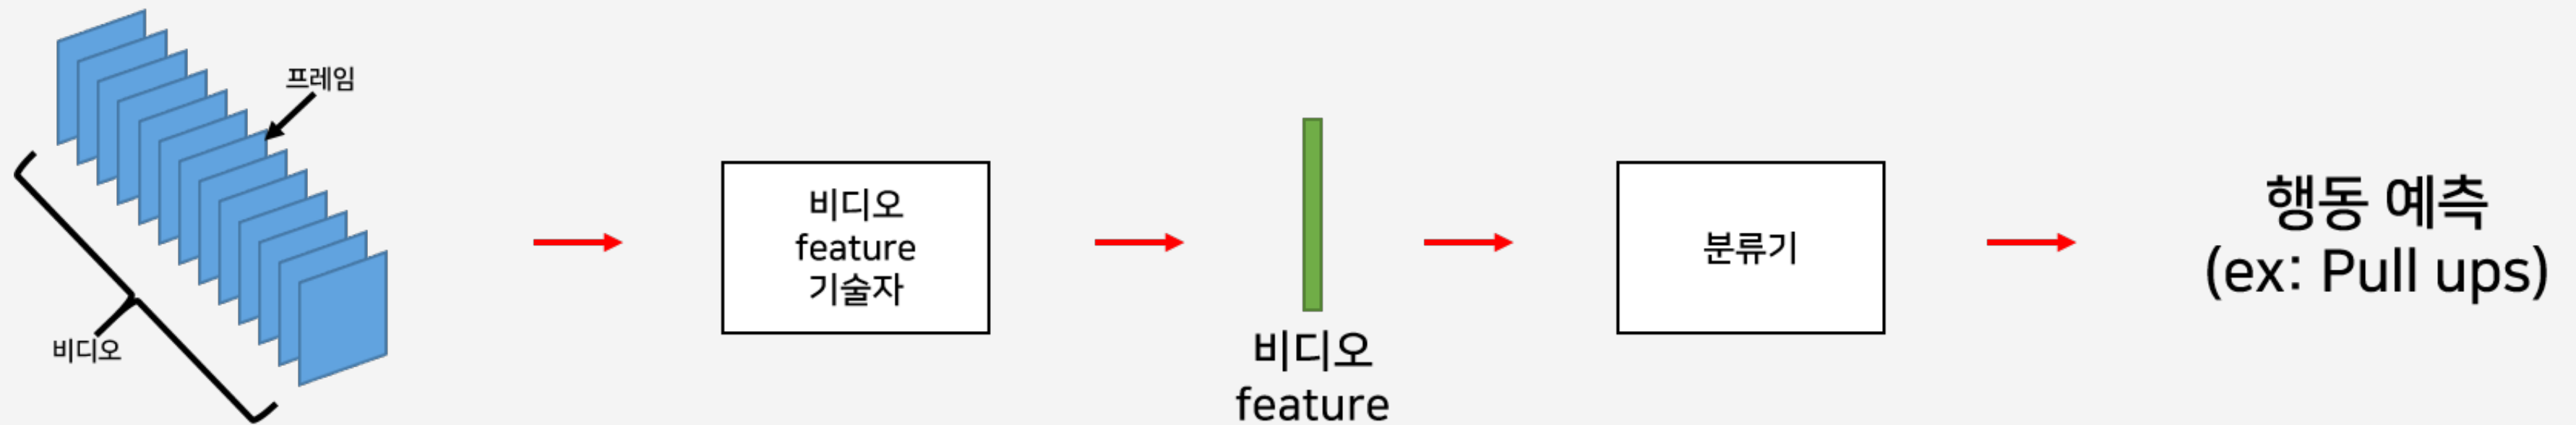 프레임
비디오
비디오
feature
기술자
비디오
feature
분류기
행동 예측
(ex: Pull ups)